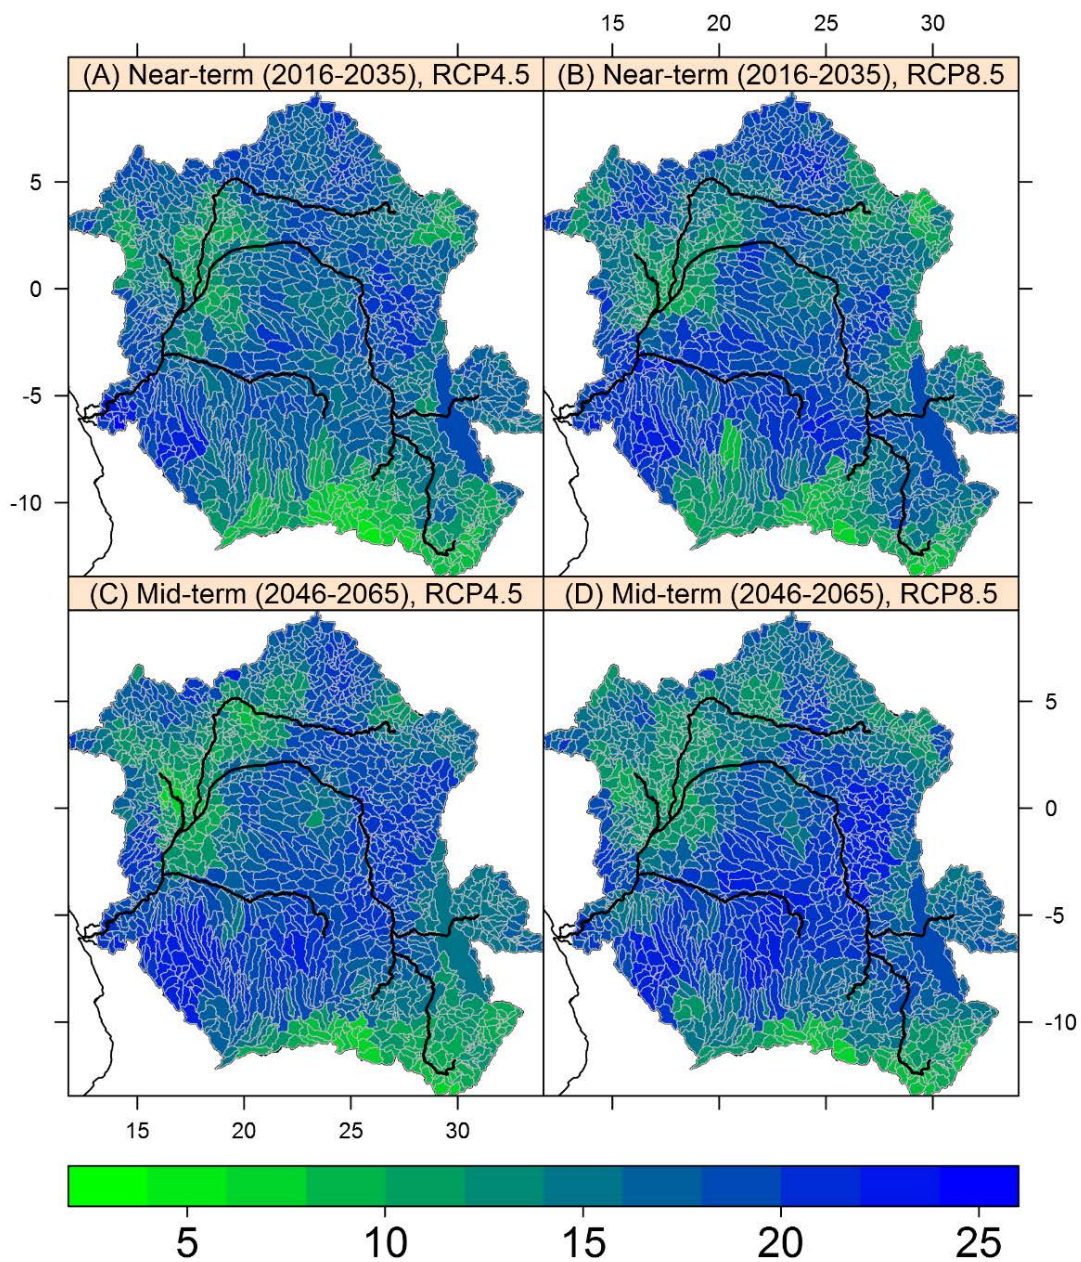 15 20 25 30
(A) Near-term (2016-2035), RCP4.5
(B) Near-term (2016-2035), RCP8.5
5
0
-5
-10
(C) Mid-term (2046-2065), RCP4.5
(D) Mid-term (2046-2065), RCP8.5
5
0
-5
-10
15 20 25 30
5 10 15 20 25